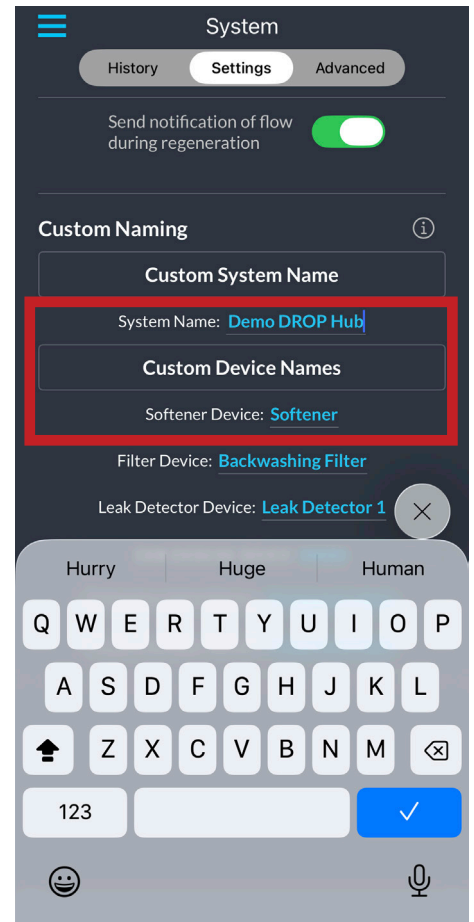 System
History Settings Advanced
Send notification of flow
during regeneration
Custom Naming
Custom System Name
System Name: Demo DROP Hub
Custom Device Names
Softener Device: Softener
Filter Device: Backwashing Filter
Leak Detector Device: Leak Detector 1
Hurry Huge Human
Q W E R T Y U I O P
A S D F G H J K L
Z X C V B N M
123